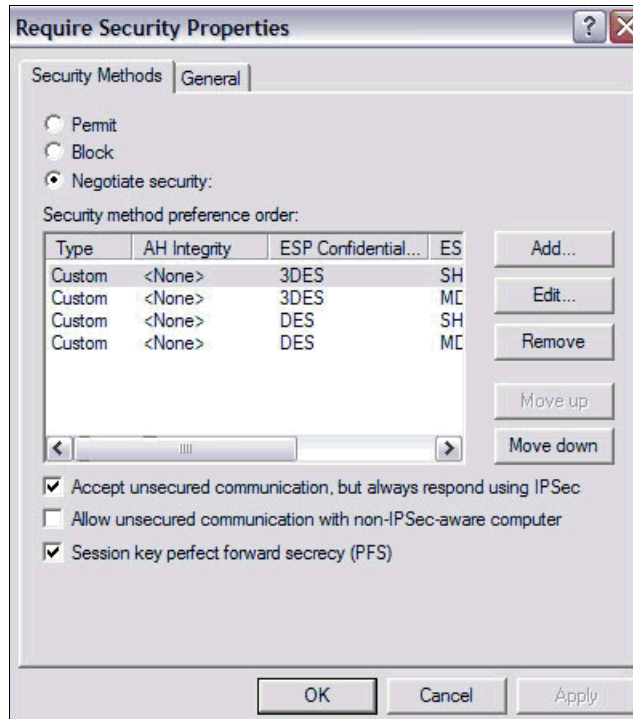 Require Security Properties
Security Methods General
Permit
Block
Negotiate security:
Security method preference order:
Type AH Integrity ESP Confidential... ES
Custom <None> 3DES SH
Custom <None> 3DES MD
Custom <None> DES SH
Custom <None> DES MD
Add...
Edit...
Remove
Move up
Move down
Accept unsecured communication, but always respond using IPSec
Allow unsecured communication with non-IPSec-aware computer
Session key perfect forward secrecy (PFS)
OK Cancel Apply